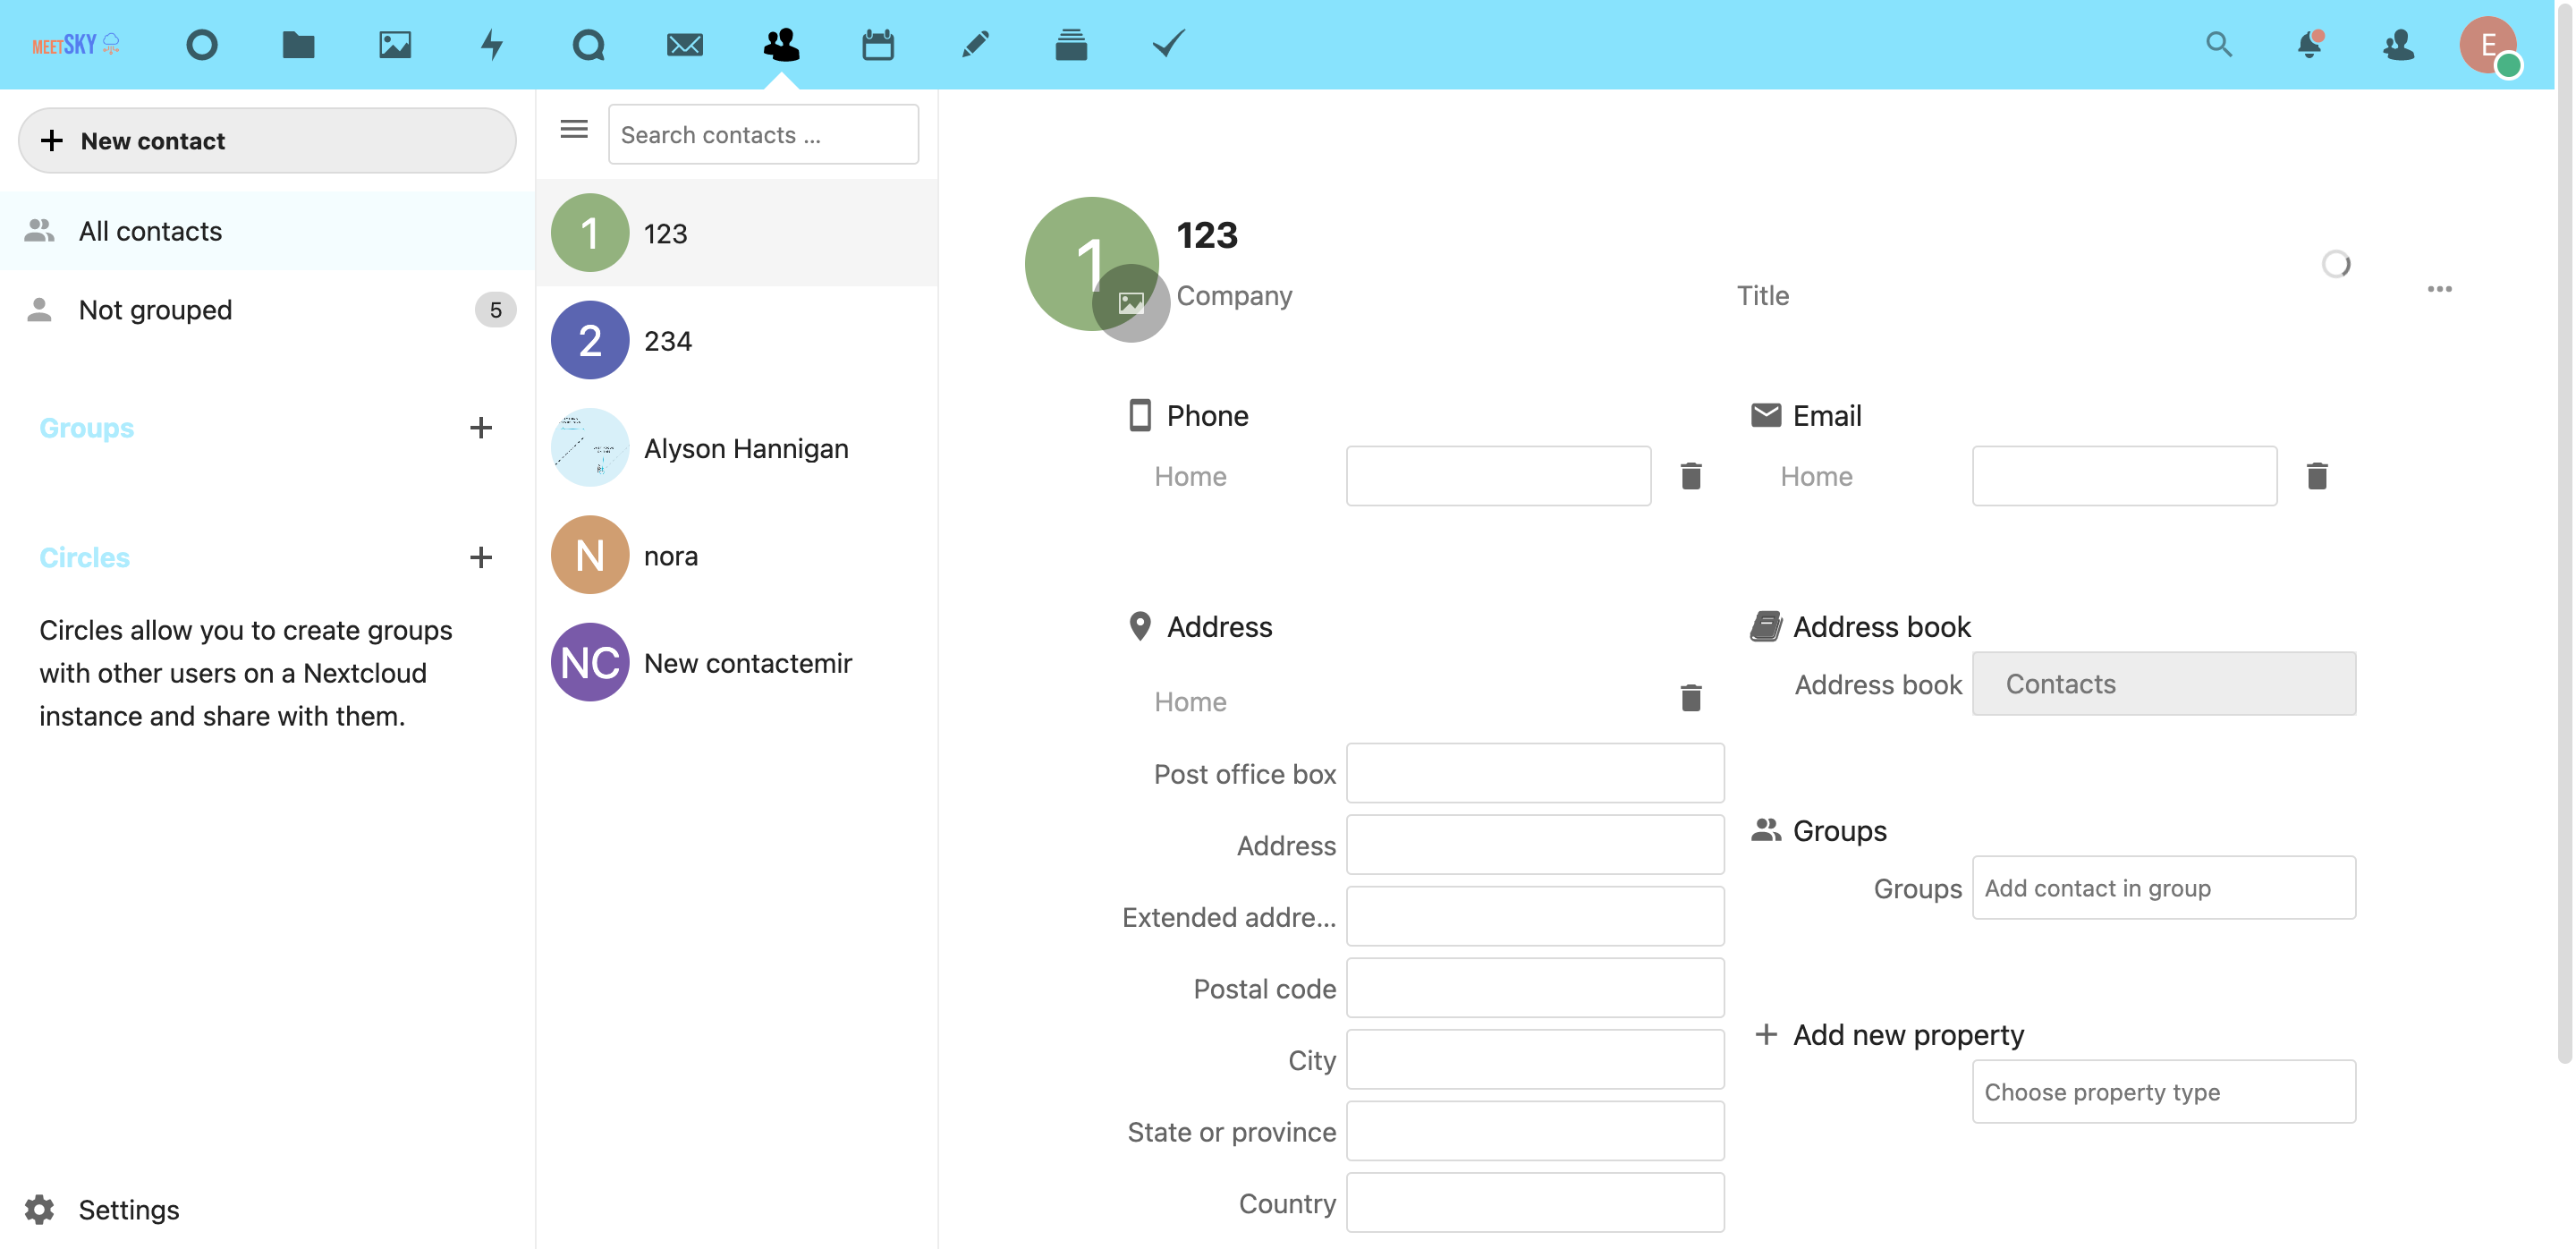 MEETSKY
E
New contact
All contacts
Not grouped
5
Groups
Circles
Circles allow you to create groups
with other users on a Nextcloud
instance and share with them.
Settings
Search contacts ...
1
123
2
234
Alyson Hannigan
N
nora
NC
New contactemir
1
123
Company
Title
Phone
Home
Email
Home
Address
Home
Post office box
Address
Extended addre...
Postal code
City
State or province
Country
Address book
Address book
Contacts
Groups
Groups
Add contact in group
Add new property
Choose property type